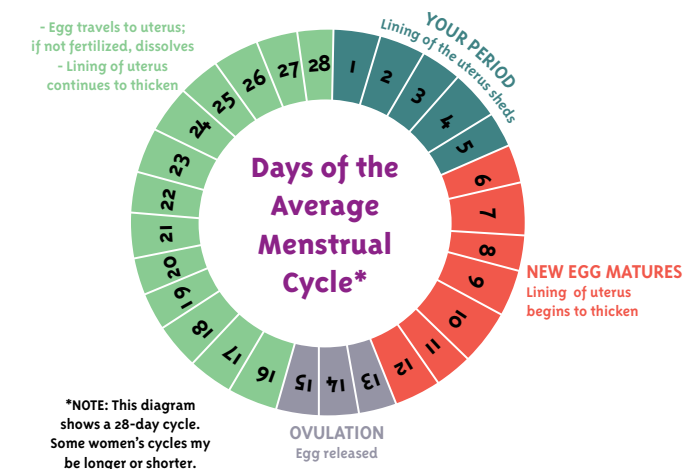 - Egg travels to uterus;
if not fertilized, dissolves
- Lining of uterus
continues to thicken
YOUR PERIOD
Lining of the uterus sheds
1
2
3
4
5
6
7
8
9
10
11
12
13
14
15
16
17
18
19
20
21
22
23
24
25
26
27
28
Days of the
Average
Menstrual
Cycle*
NEW EGG MATURES
Lining of uterus
begins to thicken
OVULATION
Egg released
*NOTE: This diagram
shows a 28-day cycle.
Some women's cycles my
be longer or shorter.